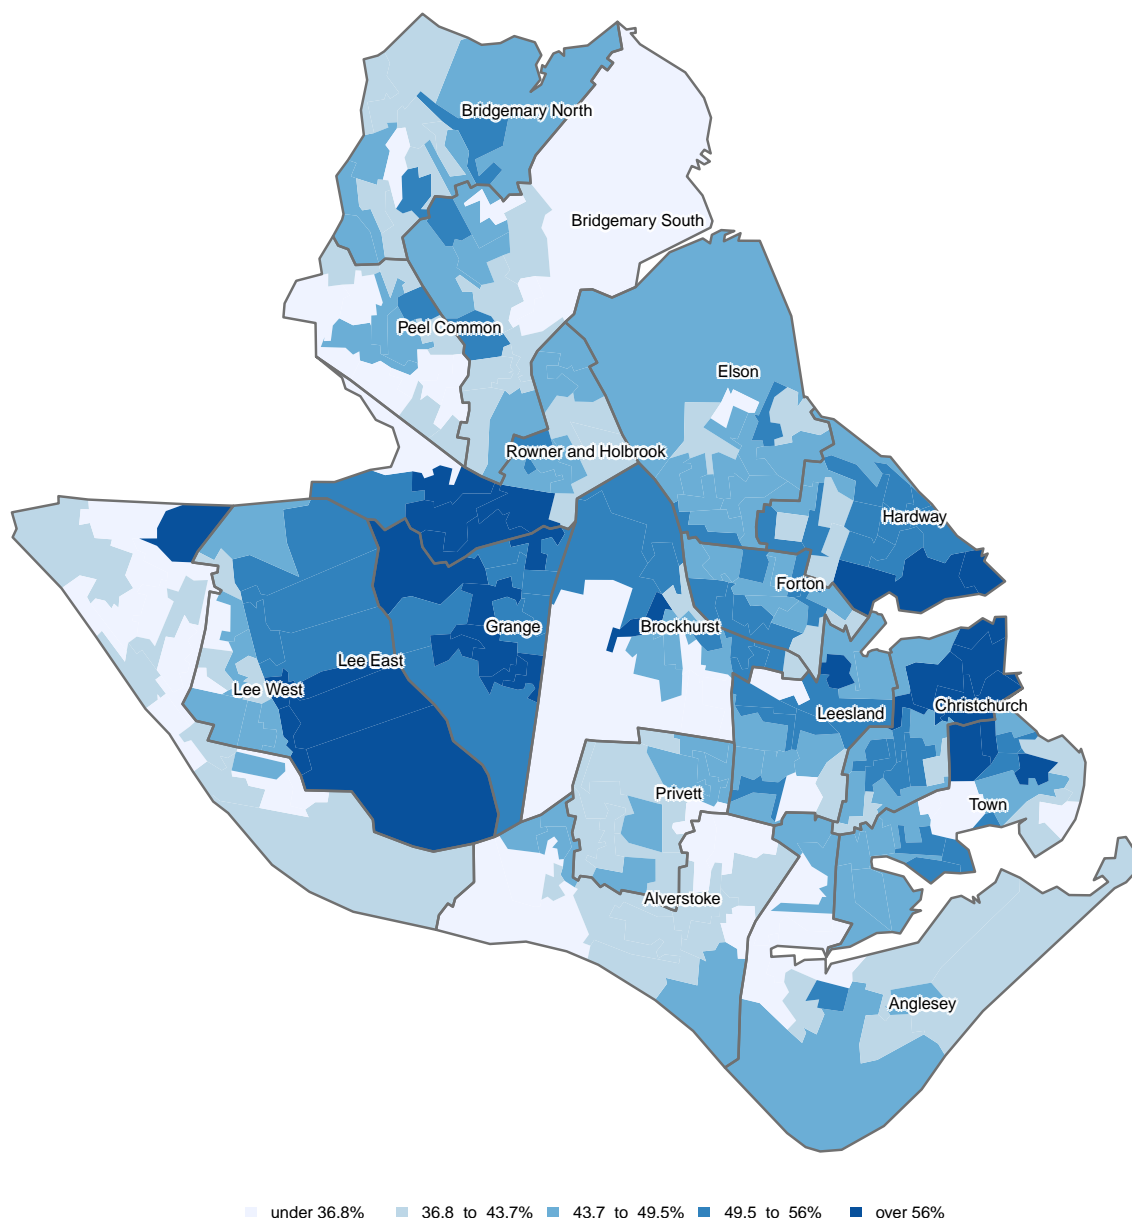 Bridgemary North
Bridgemary South
Peel Common
Elson
Rowner and Holbrook
Hardway
Forton
Grange
Brockhurst
Lee East
Lee West
Christchurch
Leesland
Privett
Town
Alverstoke
Anglesey
under 36.8% 36.8 to 43.7% 43.7 to 49.5% 49.5 to 56% over 56%